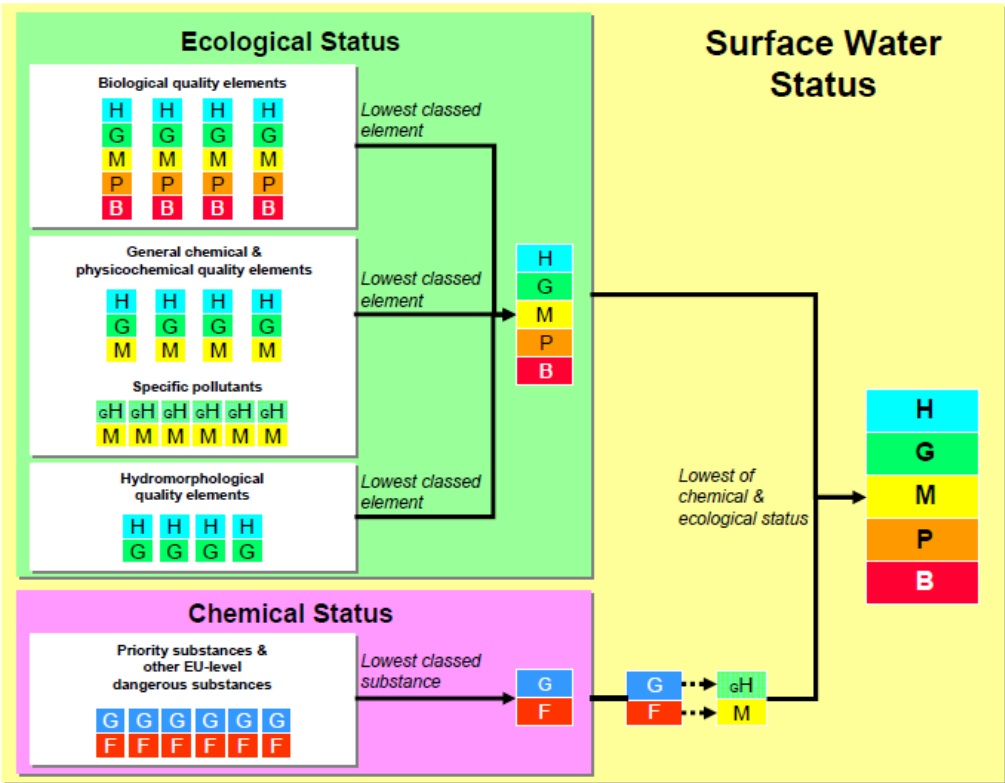 Ecological Status
Surface Water
Status
Biological quality elements
H H H H
G G G G
M M M M
P P P P
B B B B
Lowest classed
element
General chemical &
physicochemical quality elements
H H H H
G G G G
M M M M
Lowest classed
element
Specific pollutants
GH GH GH GH GH GH
M M M M M M
Hydromorphological
quality elements
H H H H
G G G G
Lowest classed
element
H
G
M
P
B
Chemical Status
Priority substances &
other EU-level
dangerous substances
G G G G G G
F F F F F F
Lowest classed
substance
G
F
G
F
GH
M
Lowest of
chemical &
ecological status
H
G
M
P
B